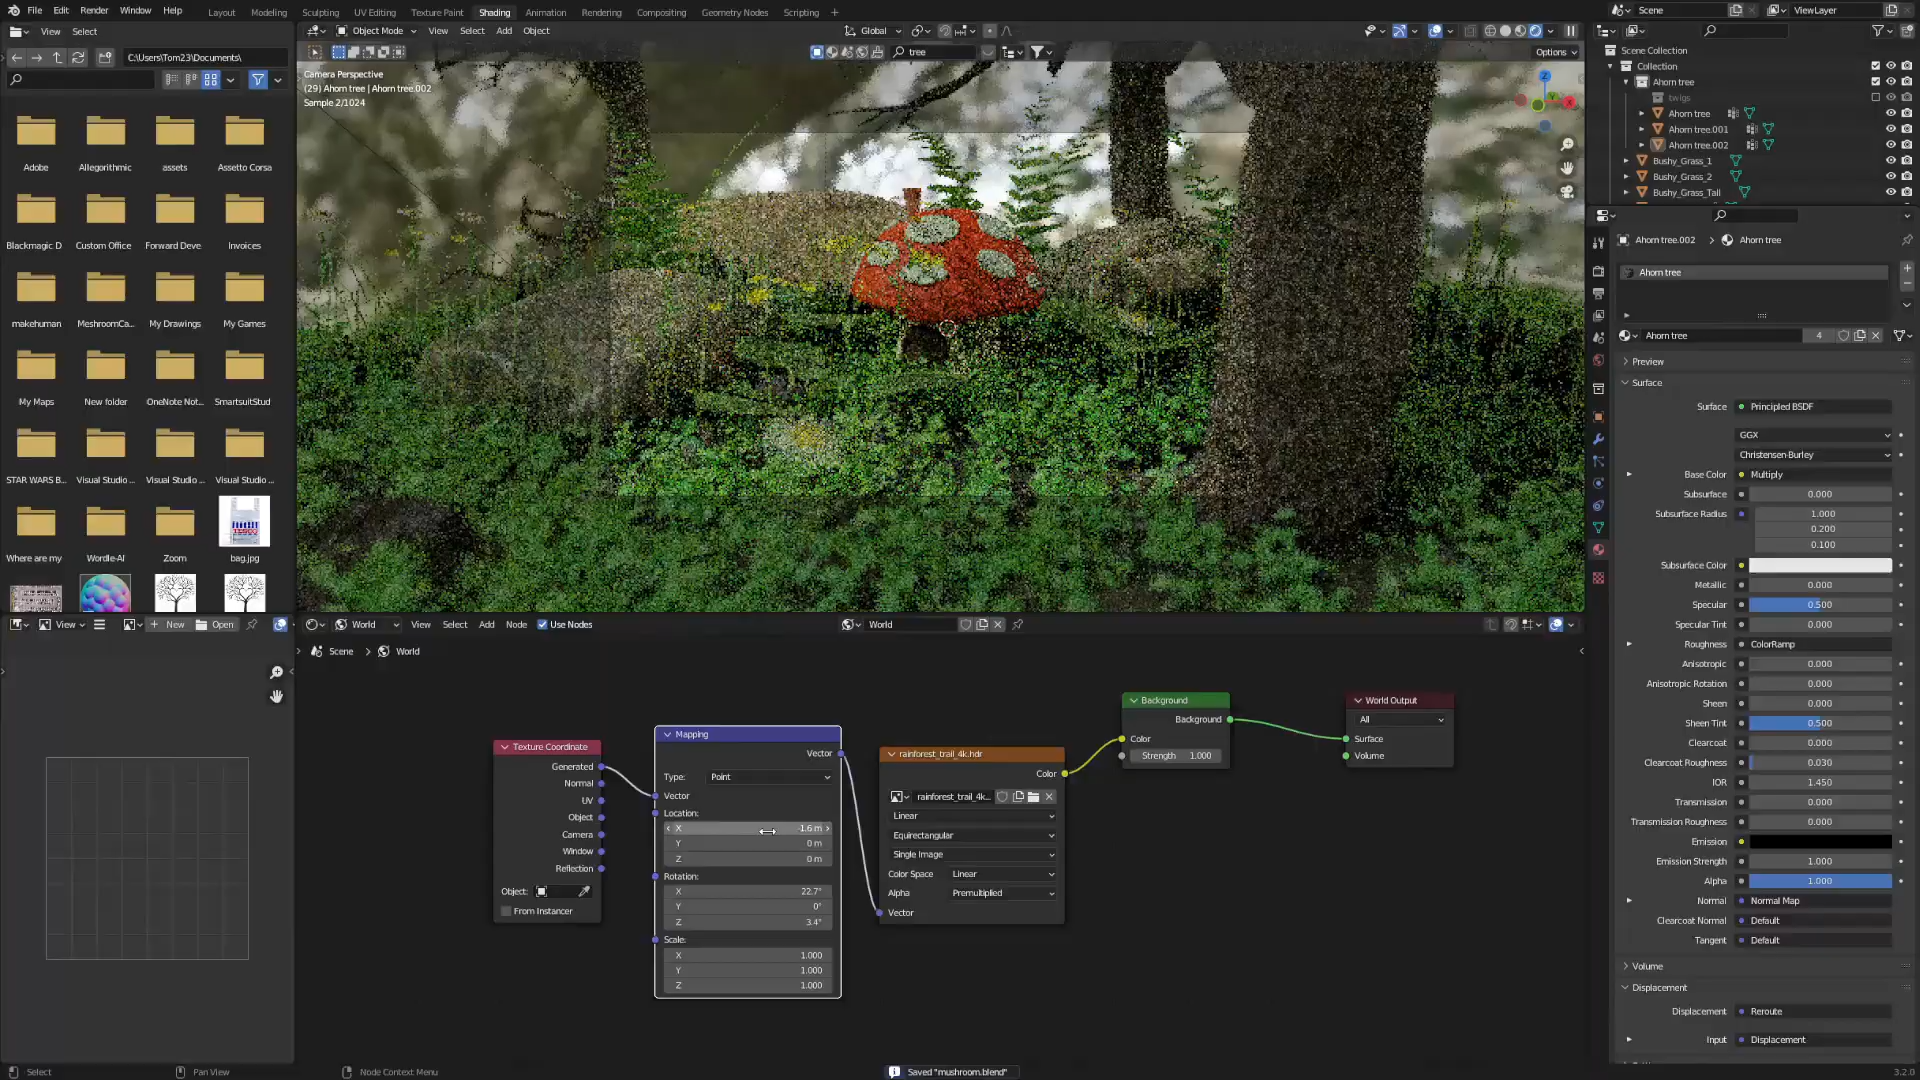 File Edit Render Window Help Layout Modeling Sculpting UV Editing Texture Paint Shading Animation Rendering Compositing Geometry Nodes Scripting + Scene ViewLayer
View Select Object Mode View Select Add Object Global
C:\Users\Tom23\Documents\ tree Options
Camera Perspective
(29) Ahorn tree | Ahorn tree.002
Sample 2/1024
Adobe Allegorithmic assets Assetto Corsa
Blackmagic D Custom Office Forward Deve Invoices
makehuman MeshroomCa... My Drawings My Games
My Maps New folder OneNote Not... SmartsuitStud
STAR WARS B... Visual Studio ... Visual Studio ... Visual Studio ...
Where are my Wordle-AI Zoom bag.jpg
View New Open
World View Select Add Node Use Nodes World
Scene > World
Texture Coordinate
Generated
Normal
UV
Object
Camera
Window
Reflection
Object:
From Instancer
Mapping
Vector
Type: Point
Vector
Location:
X -1.6 m
Y 0 m
Z 0 m
Rotation:
X 22.7°
Y 0°
Z 3.4°
Scale:
X 1.000
Y 1.000
Z 1.000
rainforest_trail_4k.hdr
Color
rainforest_trail_4k...
Linear
Equirectangular
Single Image
Color Space Linear
Alpha Premultiplied
Vector
Background
Background
Color
Strength 1.000
World Output
All
Surface
Volume
Scene Collection
Collection
Ahorn tree
twigs
Ahorn tree
Ahorn tree.001
Ahorn tree.002
Bushy_Grass_1
Bushy_Grass_2
Bushy_Grass_Tall
Ahorn tree.002 > Ahorn tree
Ahorn tree
Ahorn tree 4
Preview
Surface
Surface Principled BSDF
GGX
Christensen-Burley
Base Color Multiply
Subsurface 0.000
Subsurface Radius 1.000
0.200
0.100
Subsurface Color
Metallic 0.000
Specular 0.500
Specular Tint 0.000
Roughness ColorRamp
Anisotropic 0.000
Anisotropic Rotation 0.000
Sheen 0.000
Sheen Tint 0.500
Clearcoat 0.000
Clearcoat Roughness 0.030
IOR 1.450
Transmission 0.000
Transmission Roughness 0.000
Emission
Emission Strength 1.000
Alpha 1.000
Normal Normal Map
Clearcoat Normal Default
Tangent Default
Volume
Displacement
Displacement Reroute
Input Displacement
Select Pan View Node Context Menu Saved "mushroom.blend" 3.2.0